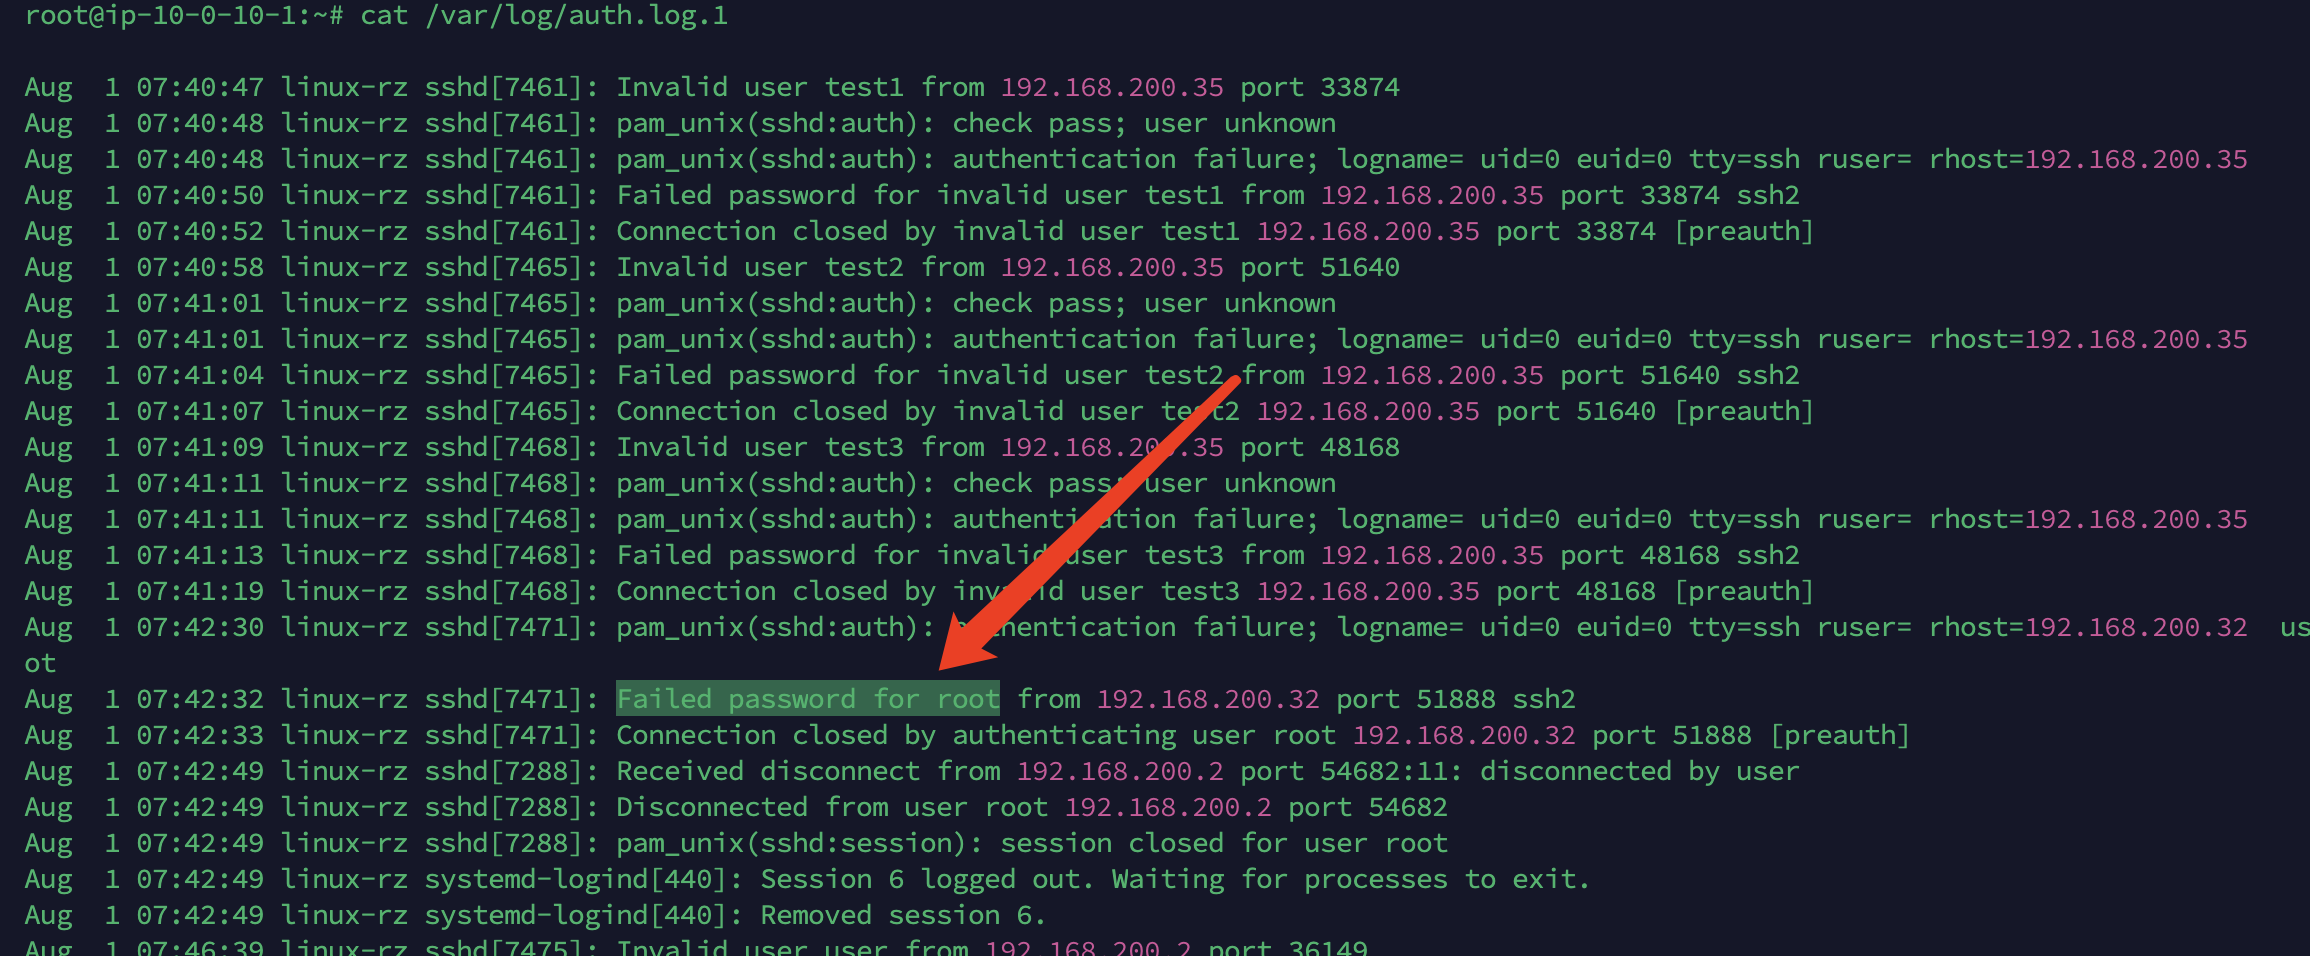 root@ip-10-0-10-1:~# cat /var/log/auth.log.1
Aug  1 07:40:47 linux-rz sshd[7461]: Invalid user test1 from 192.168.200.35 port 33874
Aug  1 07:40:48 linux-rz sshd[7461]: pam_unix(sshd:auth): check pass; user unknown
Aug  1 07:40:48 linux-rz sshd[7461]: pam_unix(sshd:auth): authentication failure; logname= uid=0 euid=0 tty=ssh ruser= rhost=192.168.200.35
Aug  1 07:40:50 linux-rz sshd[7461]: Failed password for invalid user test1 from 192.168.200.35 port 33874 ssh2
Aug  1 07:40:52 linux-rz sshd[7461]: Connection closed by invalid user test1 192.168.200.35 port 33874 [preauth]
Aug  1 07:40:58 linux-rz sshd[7465]: Invalid user test2 from 192.168.200.35 port 51640
Aug  1 07:41:01 linux-rz sshd[7465]: pam_unix(sshd:auth): check pass; user unknown
Aug  1 07:41:01 linux-rz sshd[7465]: pam_unix(sshd:auth): authentication failure; logname= uid=0 euid=0 tty=ssh ruser= rhost=192.168.200.35
Aug  1 07:41:04 linux-rz sshd[7465]: Failed password for invalid user test2 from 192.168.200.35 port 51640 ssh2
Aug  1 07:41:07 linux-rz sshd[7465]: Connection closed by invalid user test2 192.168.200.35 port 51640 [preauth]
Aug  1 07:41:09 linux-rz sshd[7468]: Invalid user test3 from 192.168.200.35 port 48168
Aug  1 07:41:11 linux-rz sshd[7468]: pam_unix(sshd:auth): check pass; user unknown
Aug  1 07:41:11 linux-rz sshd[7468]: pam_unix(sshd:auth): authentication failure; logname= uid=0 euid=0 tty=ssh ruser= rhost=192.168.200.35
Aug  1 07:41:13 linux-rz sshd[7468]: Failed password for invalid user test3 from 192.168.200.35 port 48168 ssh2
Aug  1 07:41:19 linux-rz sshd[7468]: Connection closed by invalid user test3 192.168.200.35 port 48168 [preauth]
Aug  1 07:42:30 linux-rz sshd[7471]: pam_unix(sshd:auth): authentication failure; logname= uid=0 euid=0 tty=ssh ruser= rhost=192.168.200.32  us
ot
Aug  1 07:42:32 linux-rz sshd[7471]: Failed password for root from 192.168.200.32 port 51888 ssh2
Aug  1 07:42:33 linux-rz sshd[7471]: Connection closed by authenticating user root 192.168.200.32 port 51888 [preauth]
Aug  1 07:42:49 linux-rz sshd[7288]: Received disconnect from 192.168.200.2 port 54682:11: disconnected by user
Aug  1 07:42:49 linux-rz sshd[7288]: Disconnected from user root 192.168.200.2 port 54682
Aug  1 07:42:49 linux-rz sshd[7288]: pam_unix(sshd:session): session closed for user root
Aug  1 07:42:49 linux-rz systemd-logind[440]: Session 6 logged out. Waiting for processes to exit.
Aug  1 07:42:49 linux-rz systemd-logind[440]: Removed session 6.
Aug  1 07:46:39 linux-rz sshd[7475]: Invalid user user from 192.168.200.2 port 36149